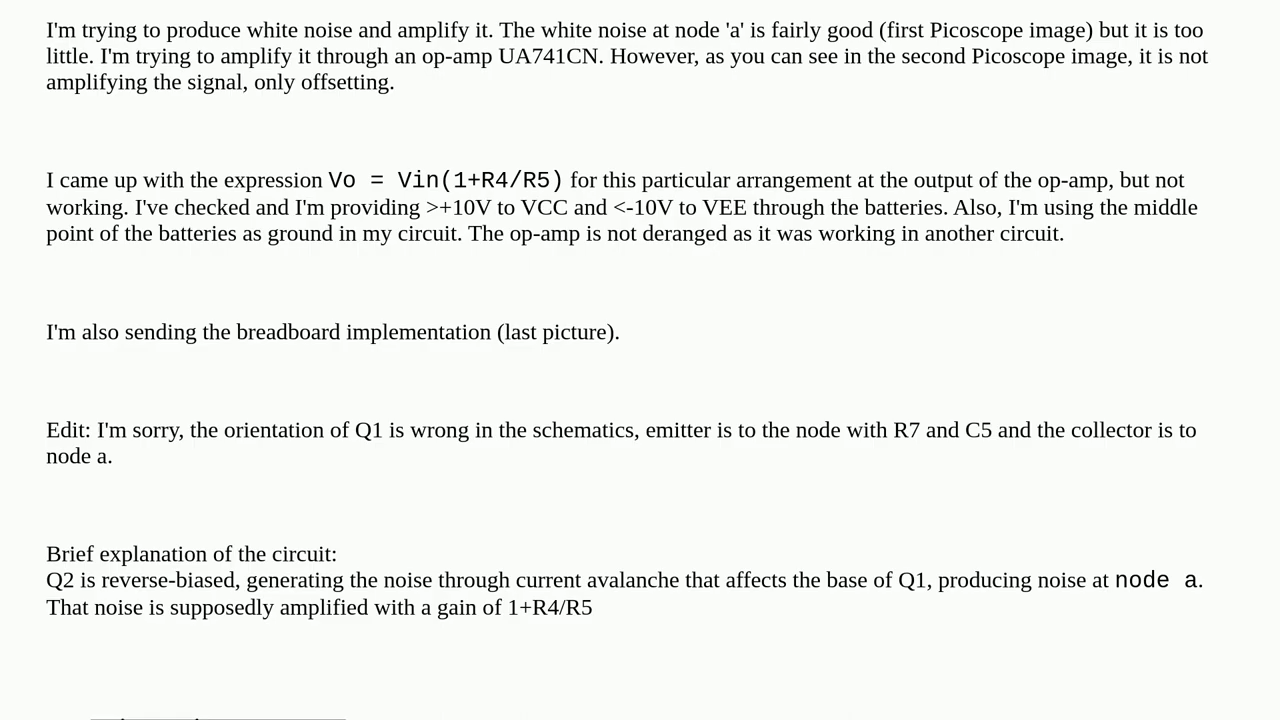 I'm trying to produce white noise and amplify it. The white noise at node 'a' is fairly good (first Picoscope image) but it is too
little. I'm trying to amplify it through an op-amp UA741CN. However, as you can see in the second Picoscope image, it is not
amplifying the signal, only offsetting.
I came up with the expression Vo = Vin(1+R4/R5) for this particular arrangement at the output of the op-amp, but not
working. I've checked and I'm providing >+10V to VCC and <-10V to VEE through the batteries. Also, I'm using the middle
point of the batteries as ground in my circuit. The op-amp is not deranged as it was working in another circuit.
I'm also sending the breadboard implementation (last picture).
Edit: I'm sorry, the orientation of Q1 is wrong in the schematics, emitter is to the node with R7 and C5 and the collector is to
node a.
Brief explanation of the circuit:
Q2 is reverse-biased, generating the noise through current avalanche that affects the base of Q1, producing noise at node a.
That noise is supposedly amplified with a gain of 1+R4/R5